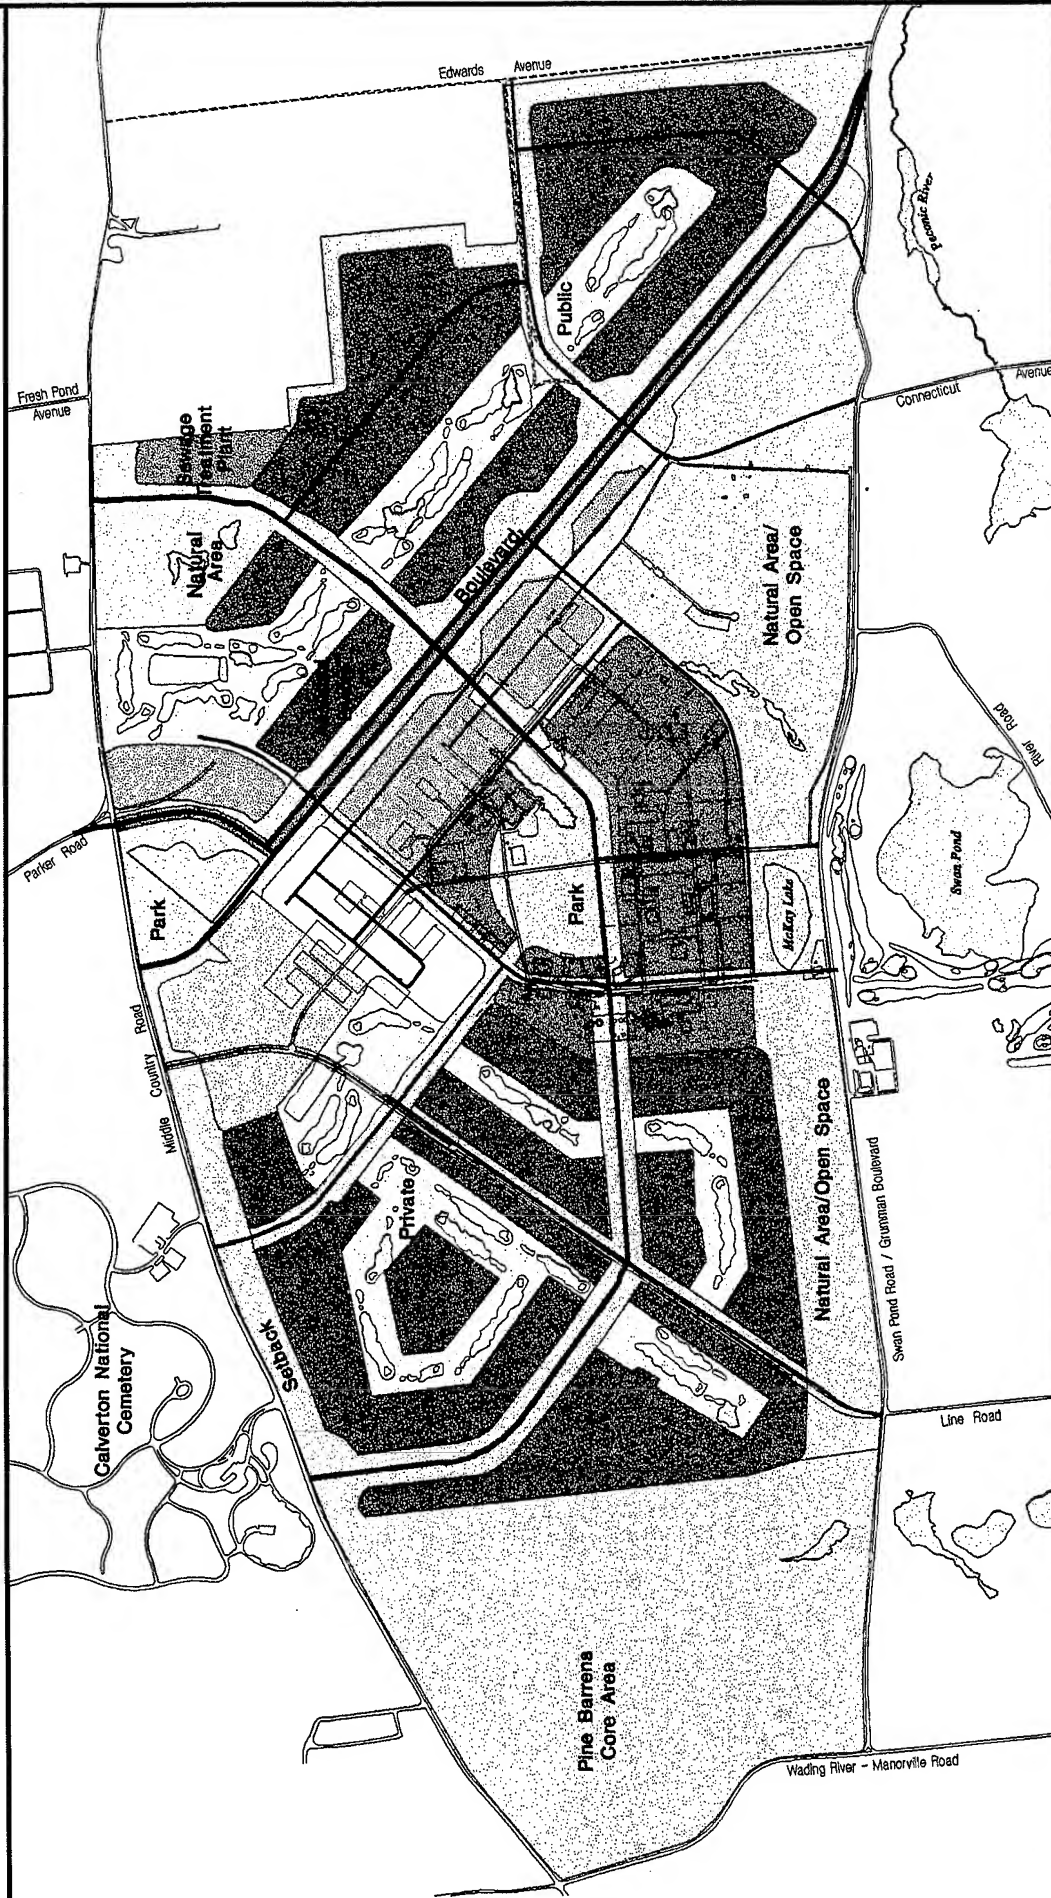 Edwards Avenue
Peconic River
Public
Fresh Pond
Avenue
Connecticut Avenue
Sewage
Treatment
Plant
Natural
Area
Boulevard
Natural Area/
Open Space
River Road
Parker Road
Swan Pond
Park
Park
McKay Lake
Middle Country Road
Private
Natural Area/Open Space
Swan Pond Road / Grumman Boulevard
Calverton National
Cemetery
Setback
Line Road
Pine Barrens
Core Area
Wading River - Manorville Road